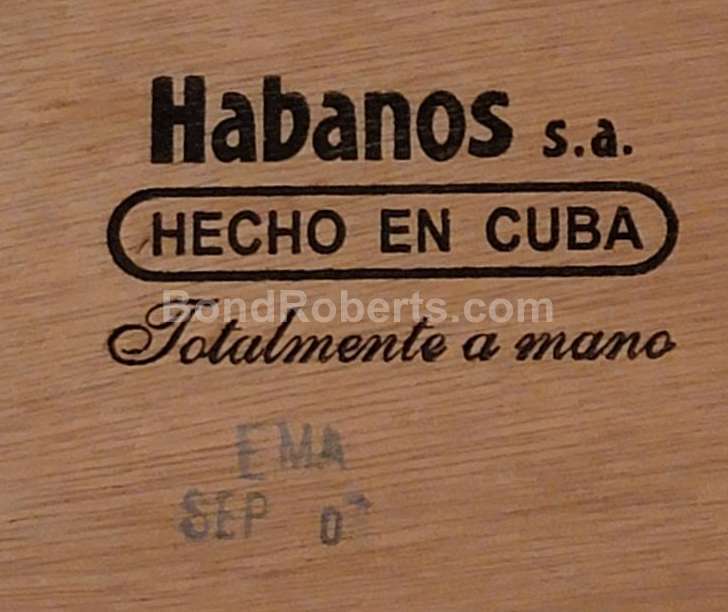 Habanos s.a.
HECHO EN CUBA
BondRoberts.com
Totalmente a mano
EMA
SEP